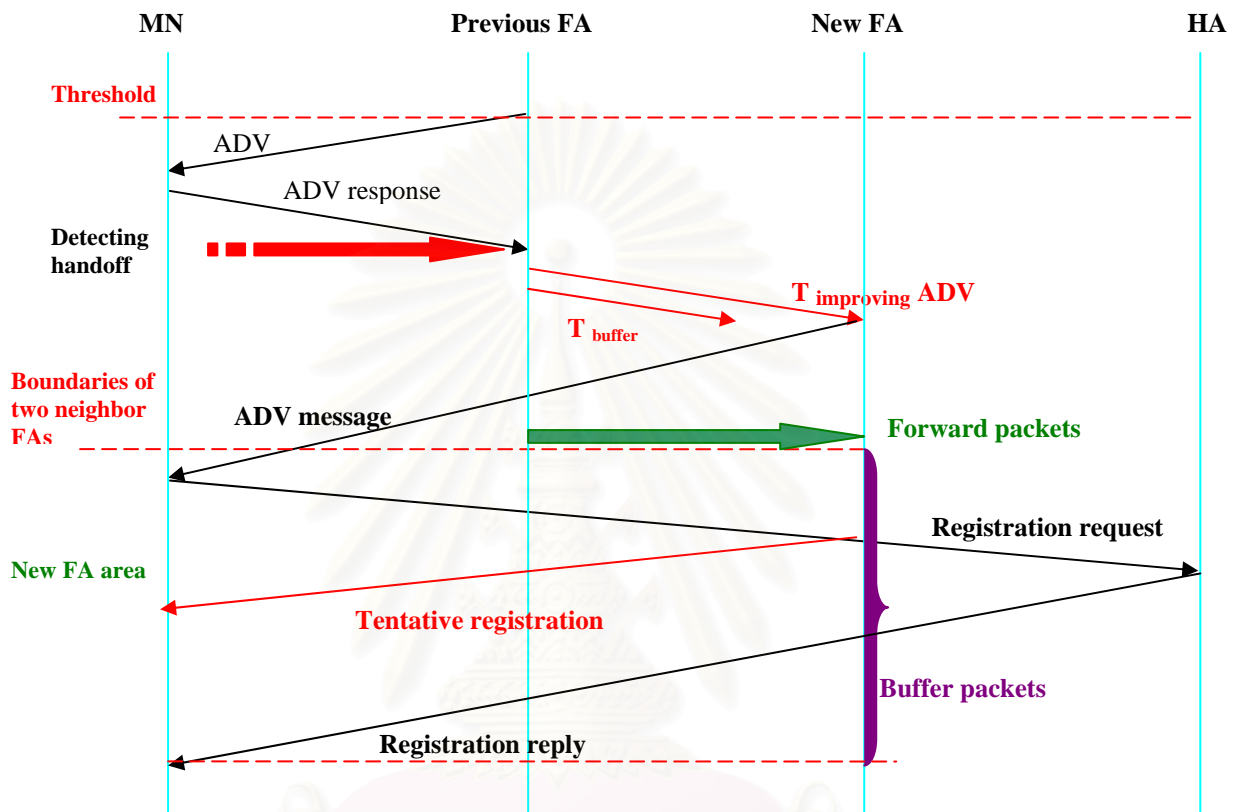 MN Previous FA New FA HA
Threshold
ADV
ADV response
Detecting
handoff
T improving ADV
T buffer
Boundaries of
two neighbor
FAs
ADV message
Forward packets
Registration request
New FA area
Tentative registration
Buffer packets
Registration reply